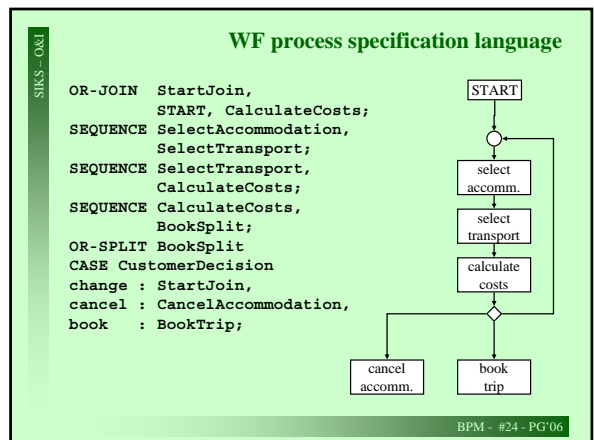 SIKS – O&I
WF process specification language
OR-JOIN StartJoin,
START, CalculateCosts;
SEQUENCE SelectAccommodation,
SelectTransport;
SEQUENCE SelectTransport,
CalculateCosts;
SEQUENCE CalculateCosts,
BookSplit;
OR-SPLIT BookSplit
CASE CustomerDecision
change : StartJoin,
cancel : CancelAccommodation,
book : BookTrip;
START
select
accomm.
select
transport
calculate
costs
cancel
accomm.
book
trip
BPM - #24 - PG'06